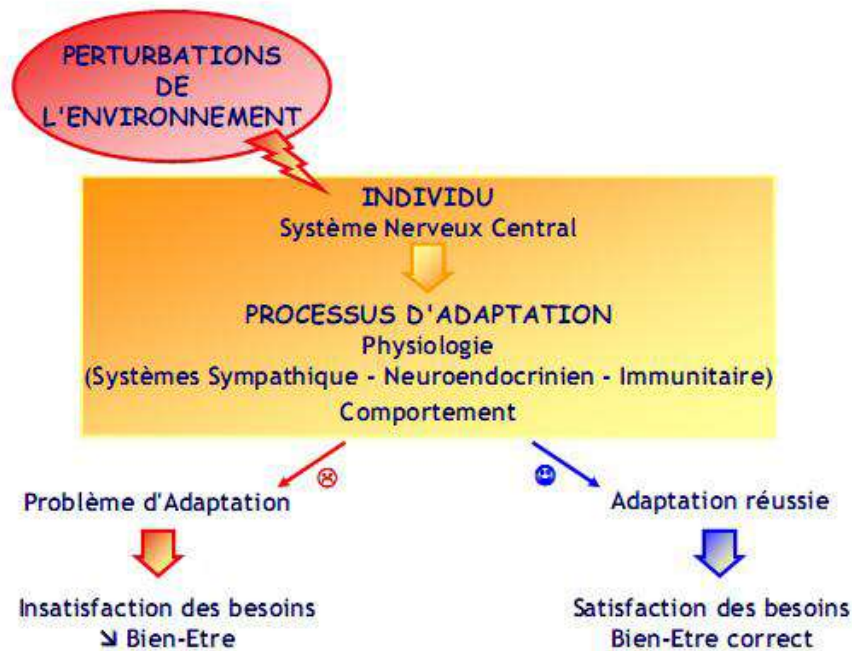 PERTURBATIONS
DE
L'ENVIRONNEMENT
INDIVIDU
Système Nerveux Central
PROCESSUS D'ADAPTATION
Physiologie
(Systèmes Sympathique - Neuroendocrinien - Immunitaire)
Comportement
Problème d'Adaptation
Adaptation réussie
Insatisfaction des besoins
↘ Bien-Etre
Satisfaction des besoins
Bien-Etre correct